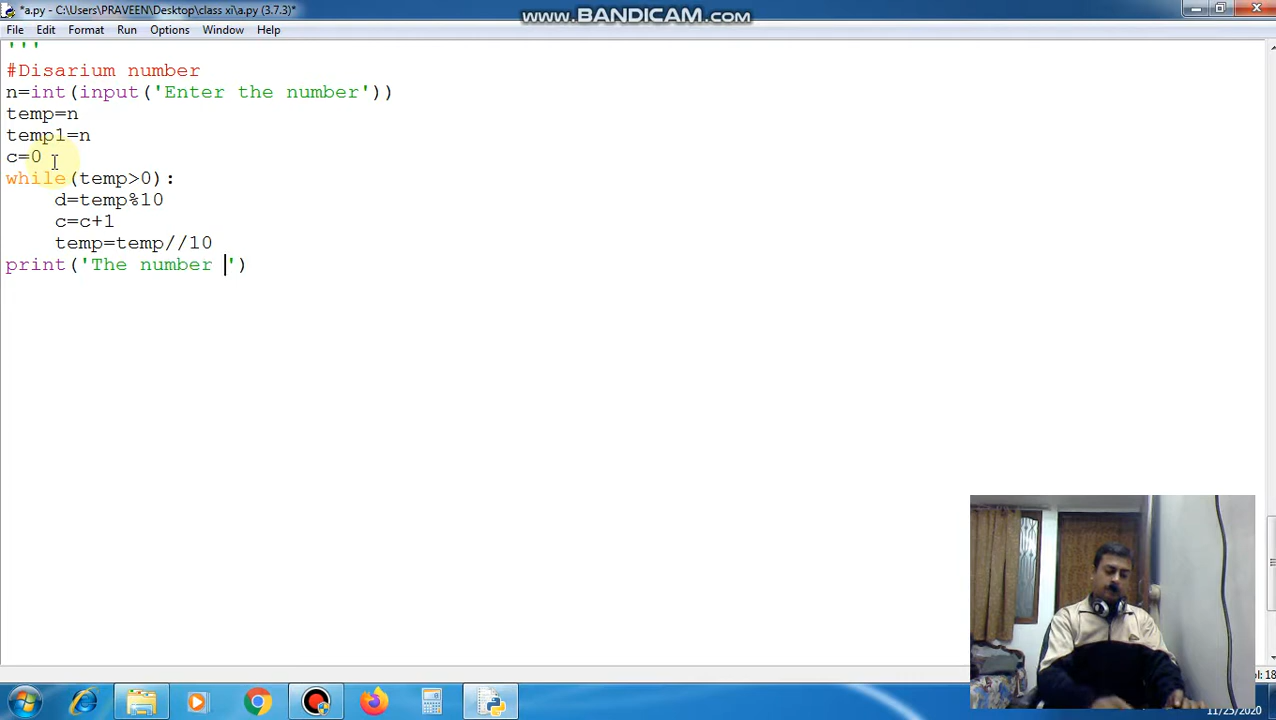 *a.py - C:\Users\PRAVEEN\Desktop\class xi\a.py (3.7.3)*
www.BANDICAM.com
File Edit Format Run Options Window Help
'''
#Disarium number
n=int(input('Enter the number'))
temp=n
temp1=n
c=0
while(temp>0):
    d=temp%10
    c=c+1
    temp=temp//10
print('The number ')
ol: 18
11/25/2020